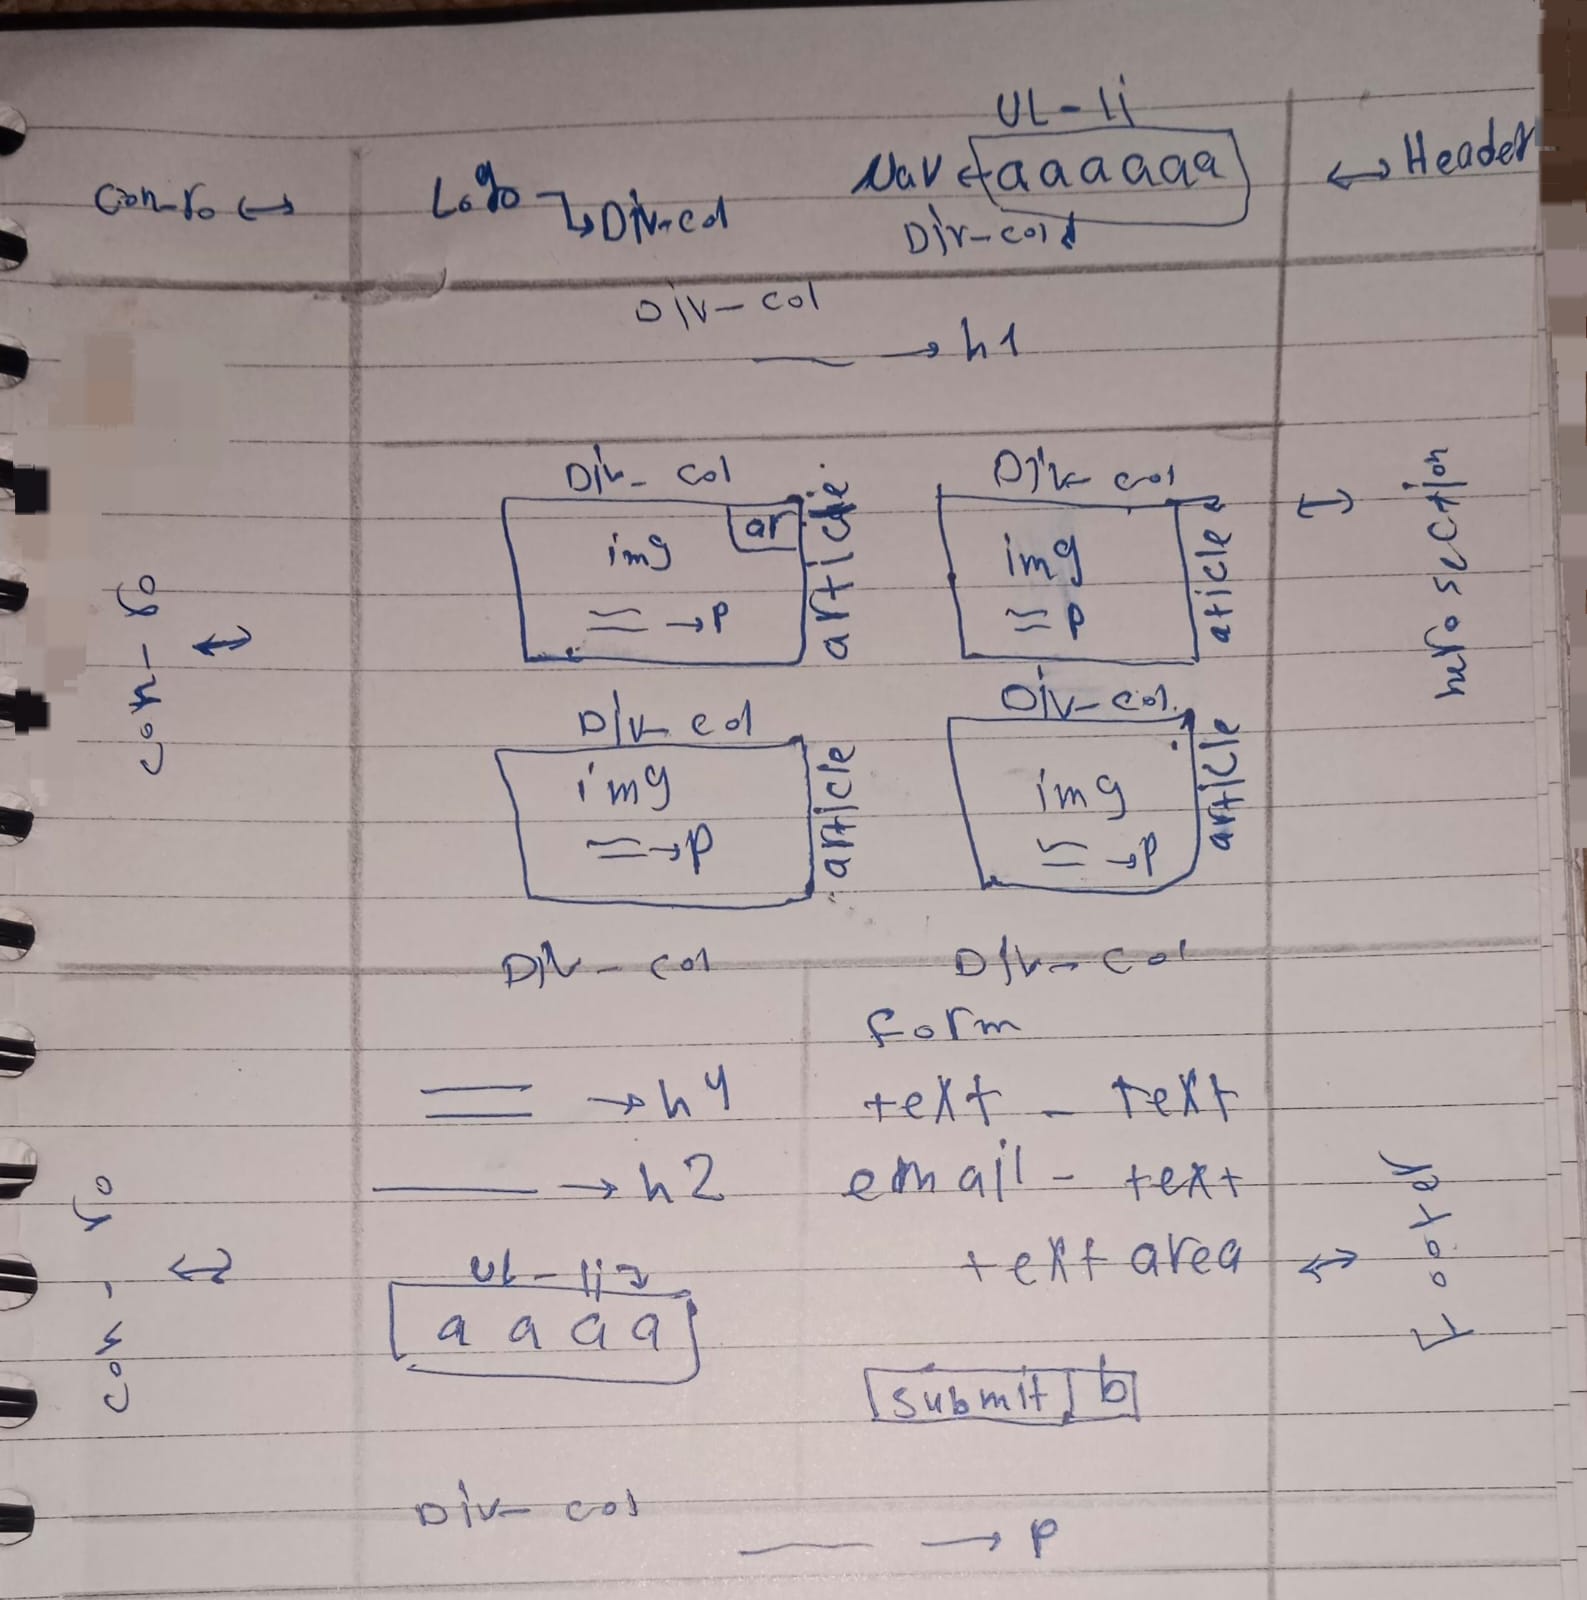 UL-li
con-ro ↔ Logo → Div-col Nav ← aaaaaa ↔ Header
Div-col
Div-col
→ h1
Div-col Div-col
img ar article img aticle
→ p p
con-ro ↔ ↔ hero section
Div-col Div-col
img article img article
→ p → p
Div-col Div-col
form
→ h4 text - text
→ h2 email - text
con - ro ↔ text area ↔ Footer
UL-li
a a a a
submit b
Div-col
→ p